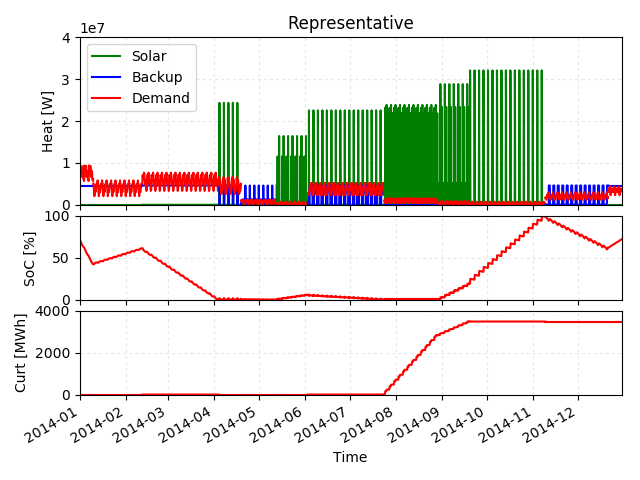 Representative
1e7
Heat [W]
4
3
2
1
0
Solar
Backup
Demand
SoC [%]
100
50
0
Curt [MWh]
4000
2000
0
2014-01
2014-02
2014-03
2014-04
2014-05
2014-06
2014-07
2014-08
2014-09
2014-10
2014-11
2014-12
Time